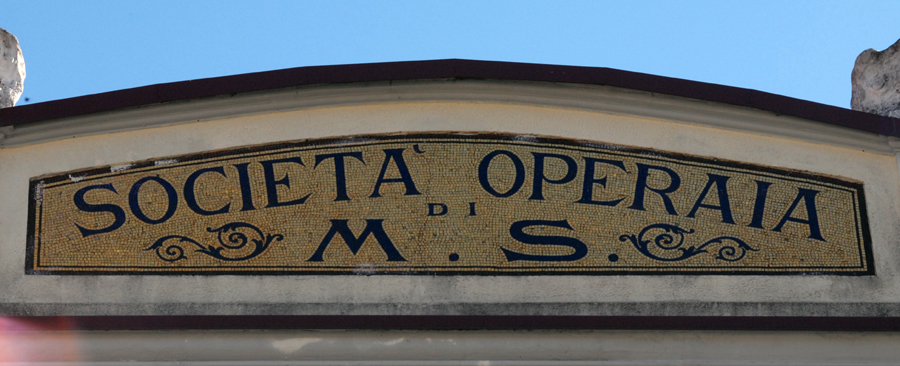 SOCIETA' OPERAIA
DI
M. S.